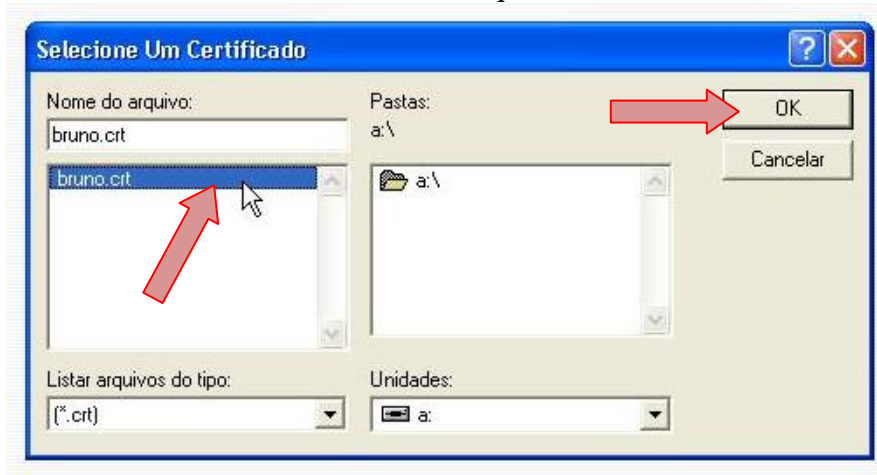 Selecione Um Certificado
Nome do arquivo:
bruno.crt
bruno.crt
Listar arquivos do tipo:
(*.crt)
Pastas:
a:\
a:\
Unidades:
a:
OK
Cancelar